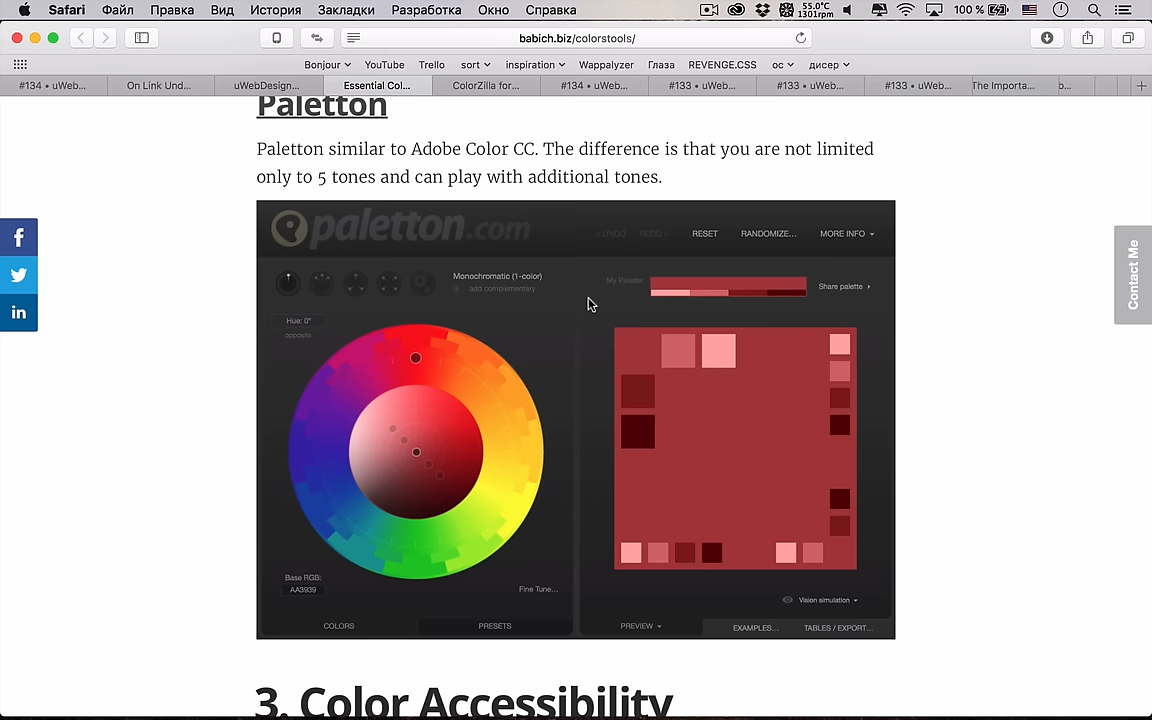 Safari Файл Правка Вид История Закладки Разработка Окно Справка 55.0°C 1301rpm 100 %
babich.biz/colorstools/
Bonjour YouTube Trello sort inspiration Wappalyzer Глаза REVENGE.CSS ос дисер
#134 • uWeb... On Link Und... uWebDesign... Essential Col... ColorZilla for... #134 • uWeb... #133 • uWeb... #133 • uWeb... #133 • uWeb... The Importa... b...
Paletton
Paletton similar to Adobe Color CC. The difference is that you are not limited
only to 5 tones and can play with additional tones.
paletton.com
< UNDO REDO > RESET RANDOMIZE... MORE INFO
Monochromatic (1-color)
add complementary
My Palette:
Share palette
Hue: 0°
opposite
Base RGB:
AA3939
Fine Tune...
Vision simulation
COLORS PRESETS PREVIEW EXAMPLES... TABLES / EXPORT...
Contact Me
3. Color Accessibility